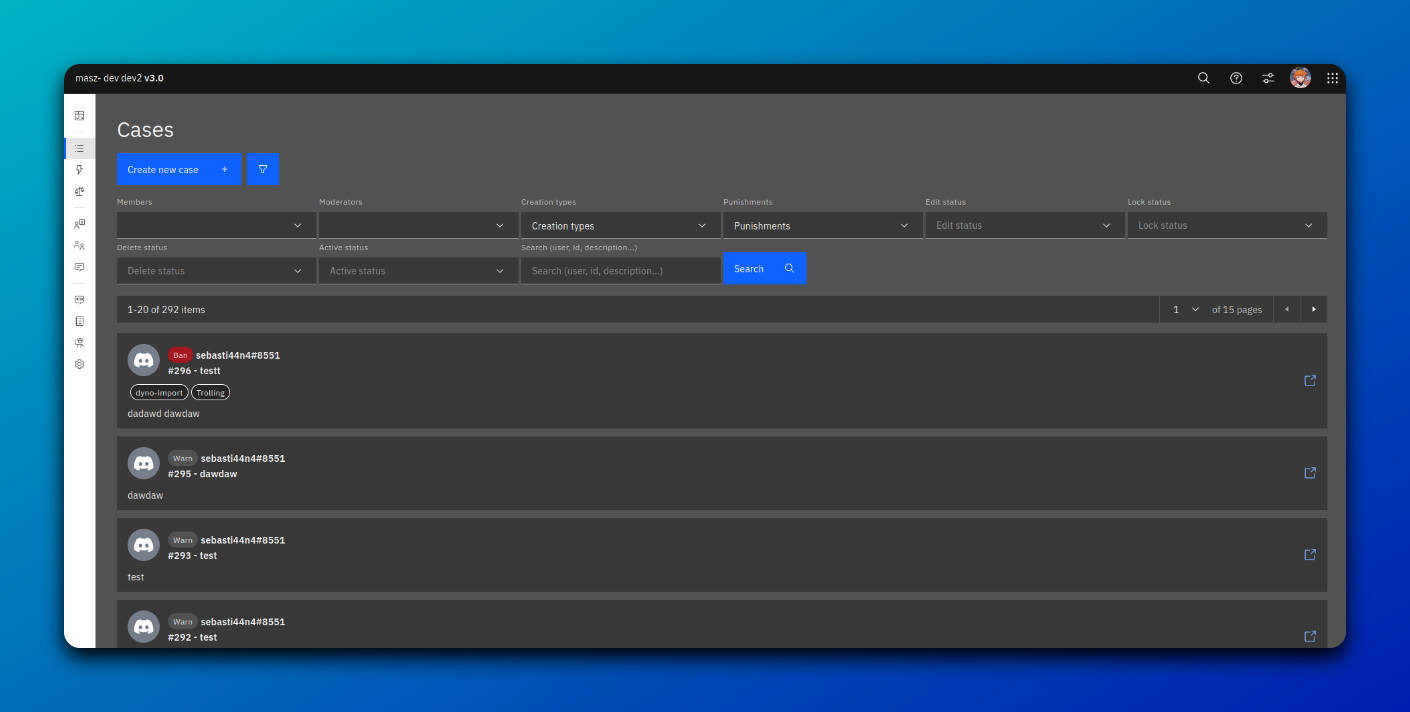 masz- dev dev2 v3.0
Cases
Create new case +
Members Moderators Creation types Punishments Edit status Lock status
Creation types Punishments Edit status Lock status
Delete status Active status Search (user, id, description...)
Delete status Active status Search (user, id, description...) Search
1-20 of 292 items 1 of 15 pages
Ban sebasti44n4#8551
#296 - testt
dyno-import Trolling
dadawd dawdaw
Warn sebasti44n4#8551
#295 - dawdaw
dawdaw
Warn sebasti44n4#8551
#293 - test
test
Warn sebasti44n4#8551
#292 - test